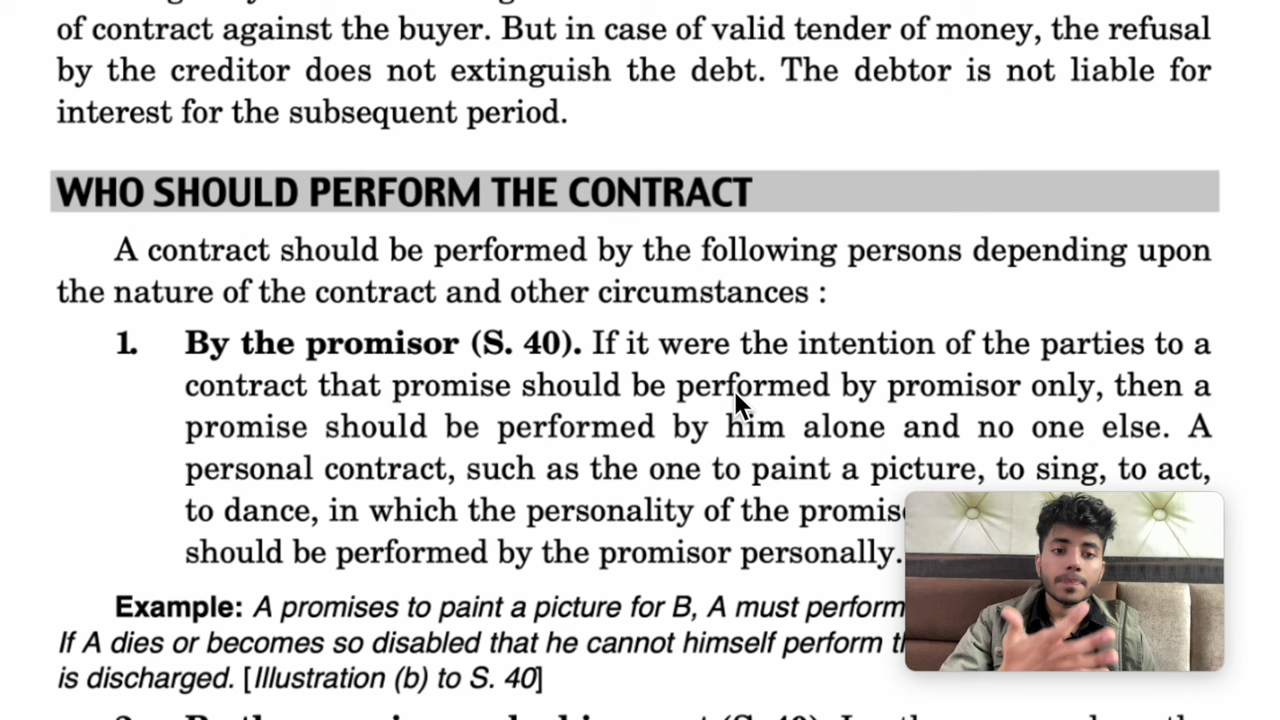 of contract against the buyer. But in case of valid tender of money, the refusal
by the creditor does not extinguish the debt. The debtor is not liable for
interest for the subsequent period.
WHO SHOULD PERFORM THE CONTRACT
A contract should be performed by the following persons depending upon
the nature of the contract and other circumstances :
1. By the promisor (S. 40). If it were the intention of the parties to a
contract that promise should be performed by promisor only, then a
promise should be performed by him alone and no one else. A
personal contract, such as the one to paint a picture, to sing, to act,
to dance, in which the personality of the
should be performed by the promisor personally.
Example: A promises to paint a picture for B, A must perform
If A dies or becomes so disabled that he cannot himself perform
is discharged. [Illustration (b) to S. 40]